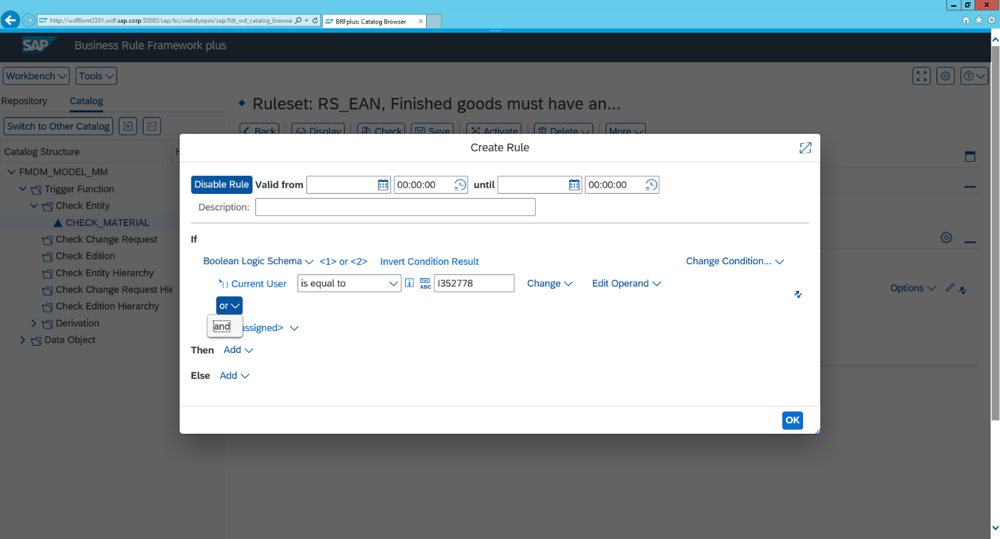 http://wdflbmt2261.wdf.sap.corp:50080/sap/bc/webdynpro/sap/fdt_wd_catalog_browse
BRFplus: Catalog Browser
SAP
Business Rule Framework plus
Workbench
Tools
Repository
Catalog
Ruleset: RS_EAN, Finished goods must have an...
Switch to Other Catalog
Back
Display
Check
Save
Activate
Delete
More
Catalog Structure
FMDM_MODEL_MM
Trigger Function
Check Entity
CHECK_MATERIAL
Check Change Request
Check Edition
Check Entity Hierarchy
Check Change Request Hie
Check Edition Hierarchy
Derivation
Data Object
Options
Create Rule
Disable Rule Valid from 00:00:00 until 00:00:00
Description:
If
Boolean Logic Schema <1> or <2> Invert Condition Result Change Condition...
Current User is equal to ABC I352778 Change Edit Operand
or
and
assigned>
Then Add
Else Add
OK